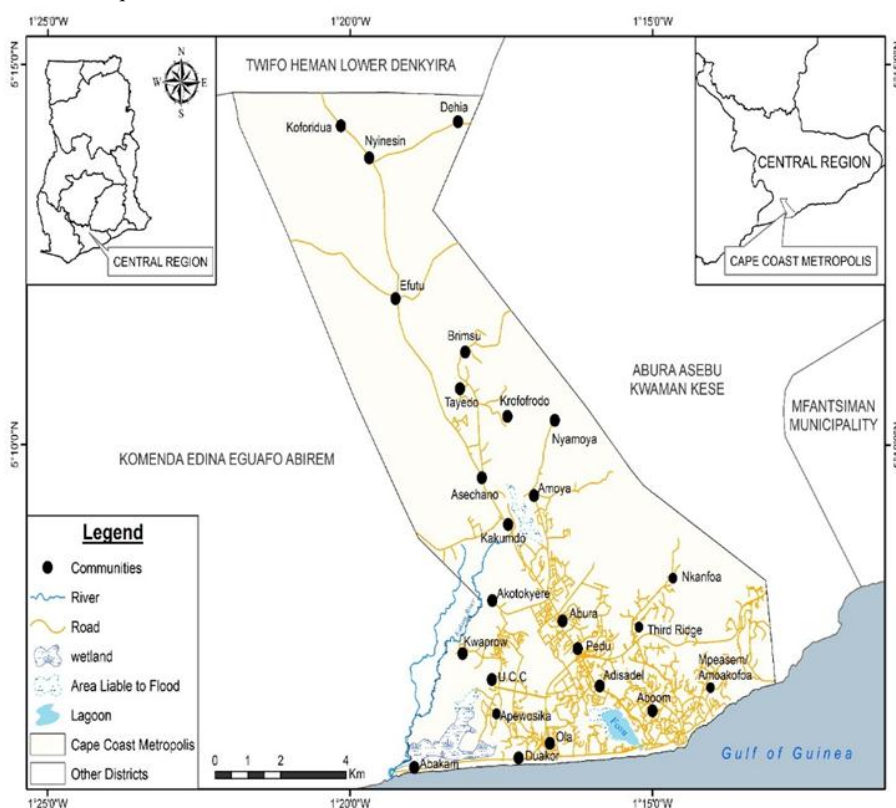 1°25'0"W
1°20'0"W
1°15'0"W
5°15'0"N
N
W
E
S
TWIFO HEMAN LOWER DENKYIRA
CENTRAL REGION
CENTRAL REGION
CAPE COAST METROPOLIS
Koforidua
Dehia
Nyinesin
Efutu
Brimsu
Tayedo
Krofofrodo
Nyamoya
ABURA ASEBU
KWAMAN KESE
MFANTSIMAN
MUNICIPALITY
5°10'0"N
KOMENDA EDINA EGUAFO ABIREM
Asechano
Amoya
Kakumdo
Nkanfoa
Akotokyere
Abura
Third Ridge
Kwaprow
Pedu
U.C.C
Adisadel
Mpeasem/
Amoakofoa
Apewosika
Aboom
Ola
Fosu
Duakor
Abakam
Gulf of Guinea
Legend
Communities
River
Road
wetland
Area Liable to Flood
Lagoon
Cape Coast Metropolis
Other Districts
0 1 2 4
Km
1°25'0"W
1°20'0"W
1°15'0"W